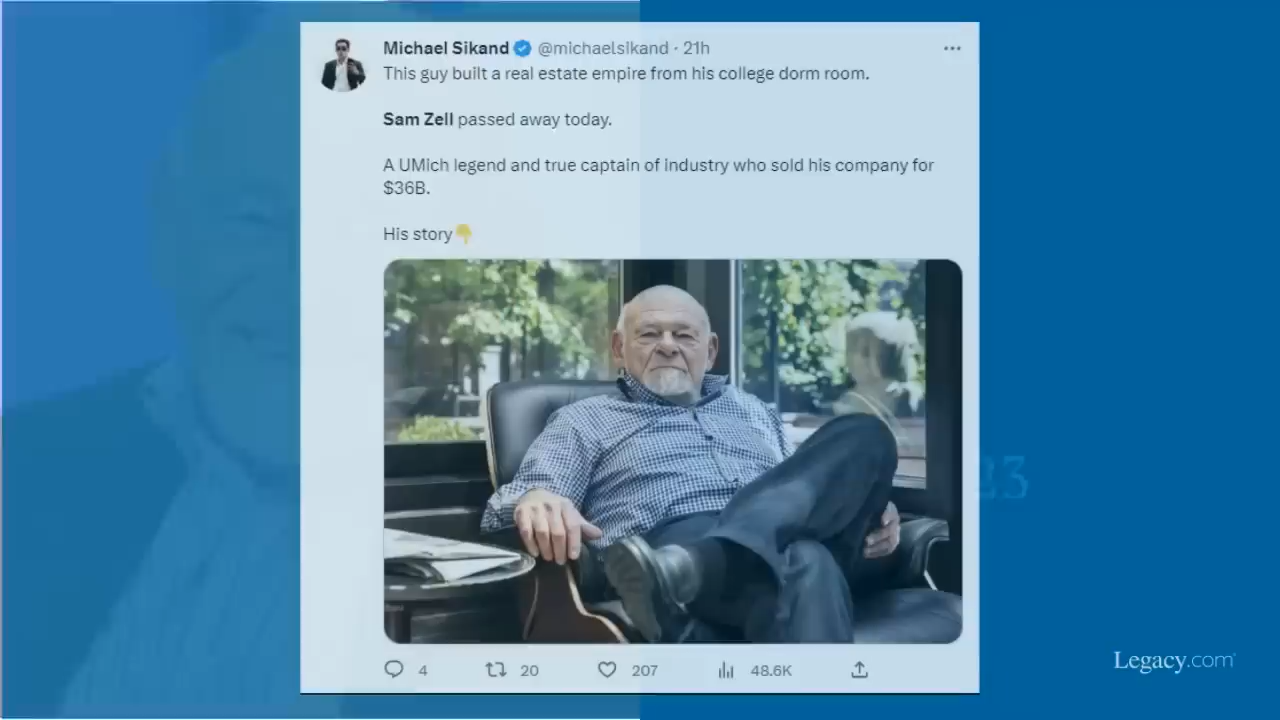 Michael Sikand @michaelsikand · 21h
This guy built a real estate empire from his college dorm room.
Sam Zell passed away today.
A UMich legend and true captain of industry who sold his company for
$36B.
His story👇
23
4 20 207 48.6K
Legacy.com